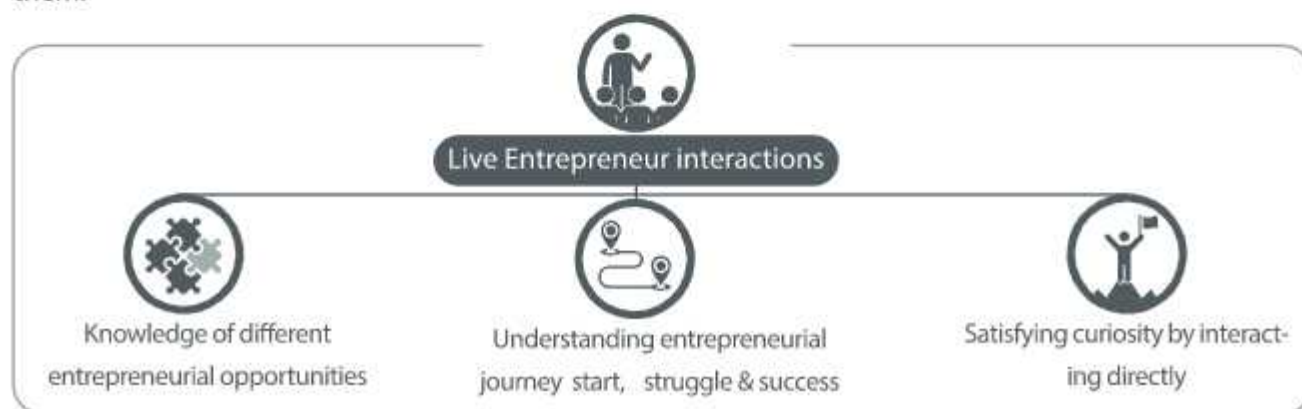 Live Entrepreneur interactions
Knowledge of different
entrepreneurial opportunities
Understanding entrepreneurial
journey start, struggle & success
Satisfying curiosity by interact-
ing directly